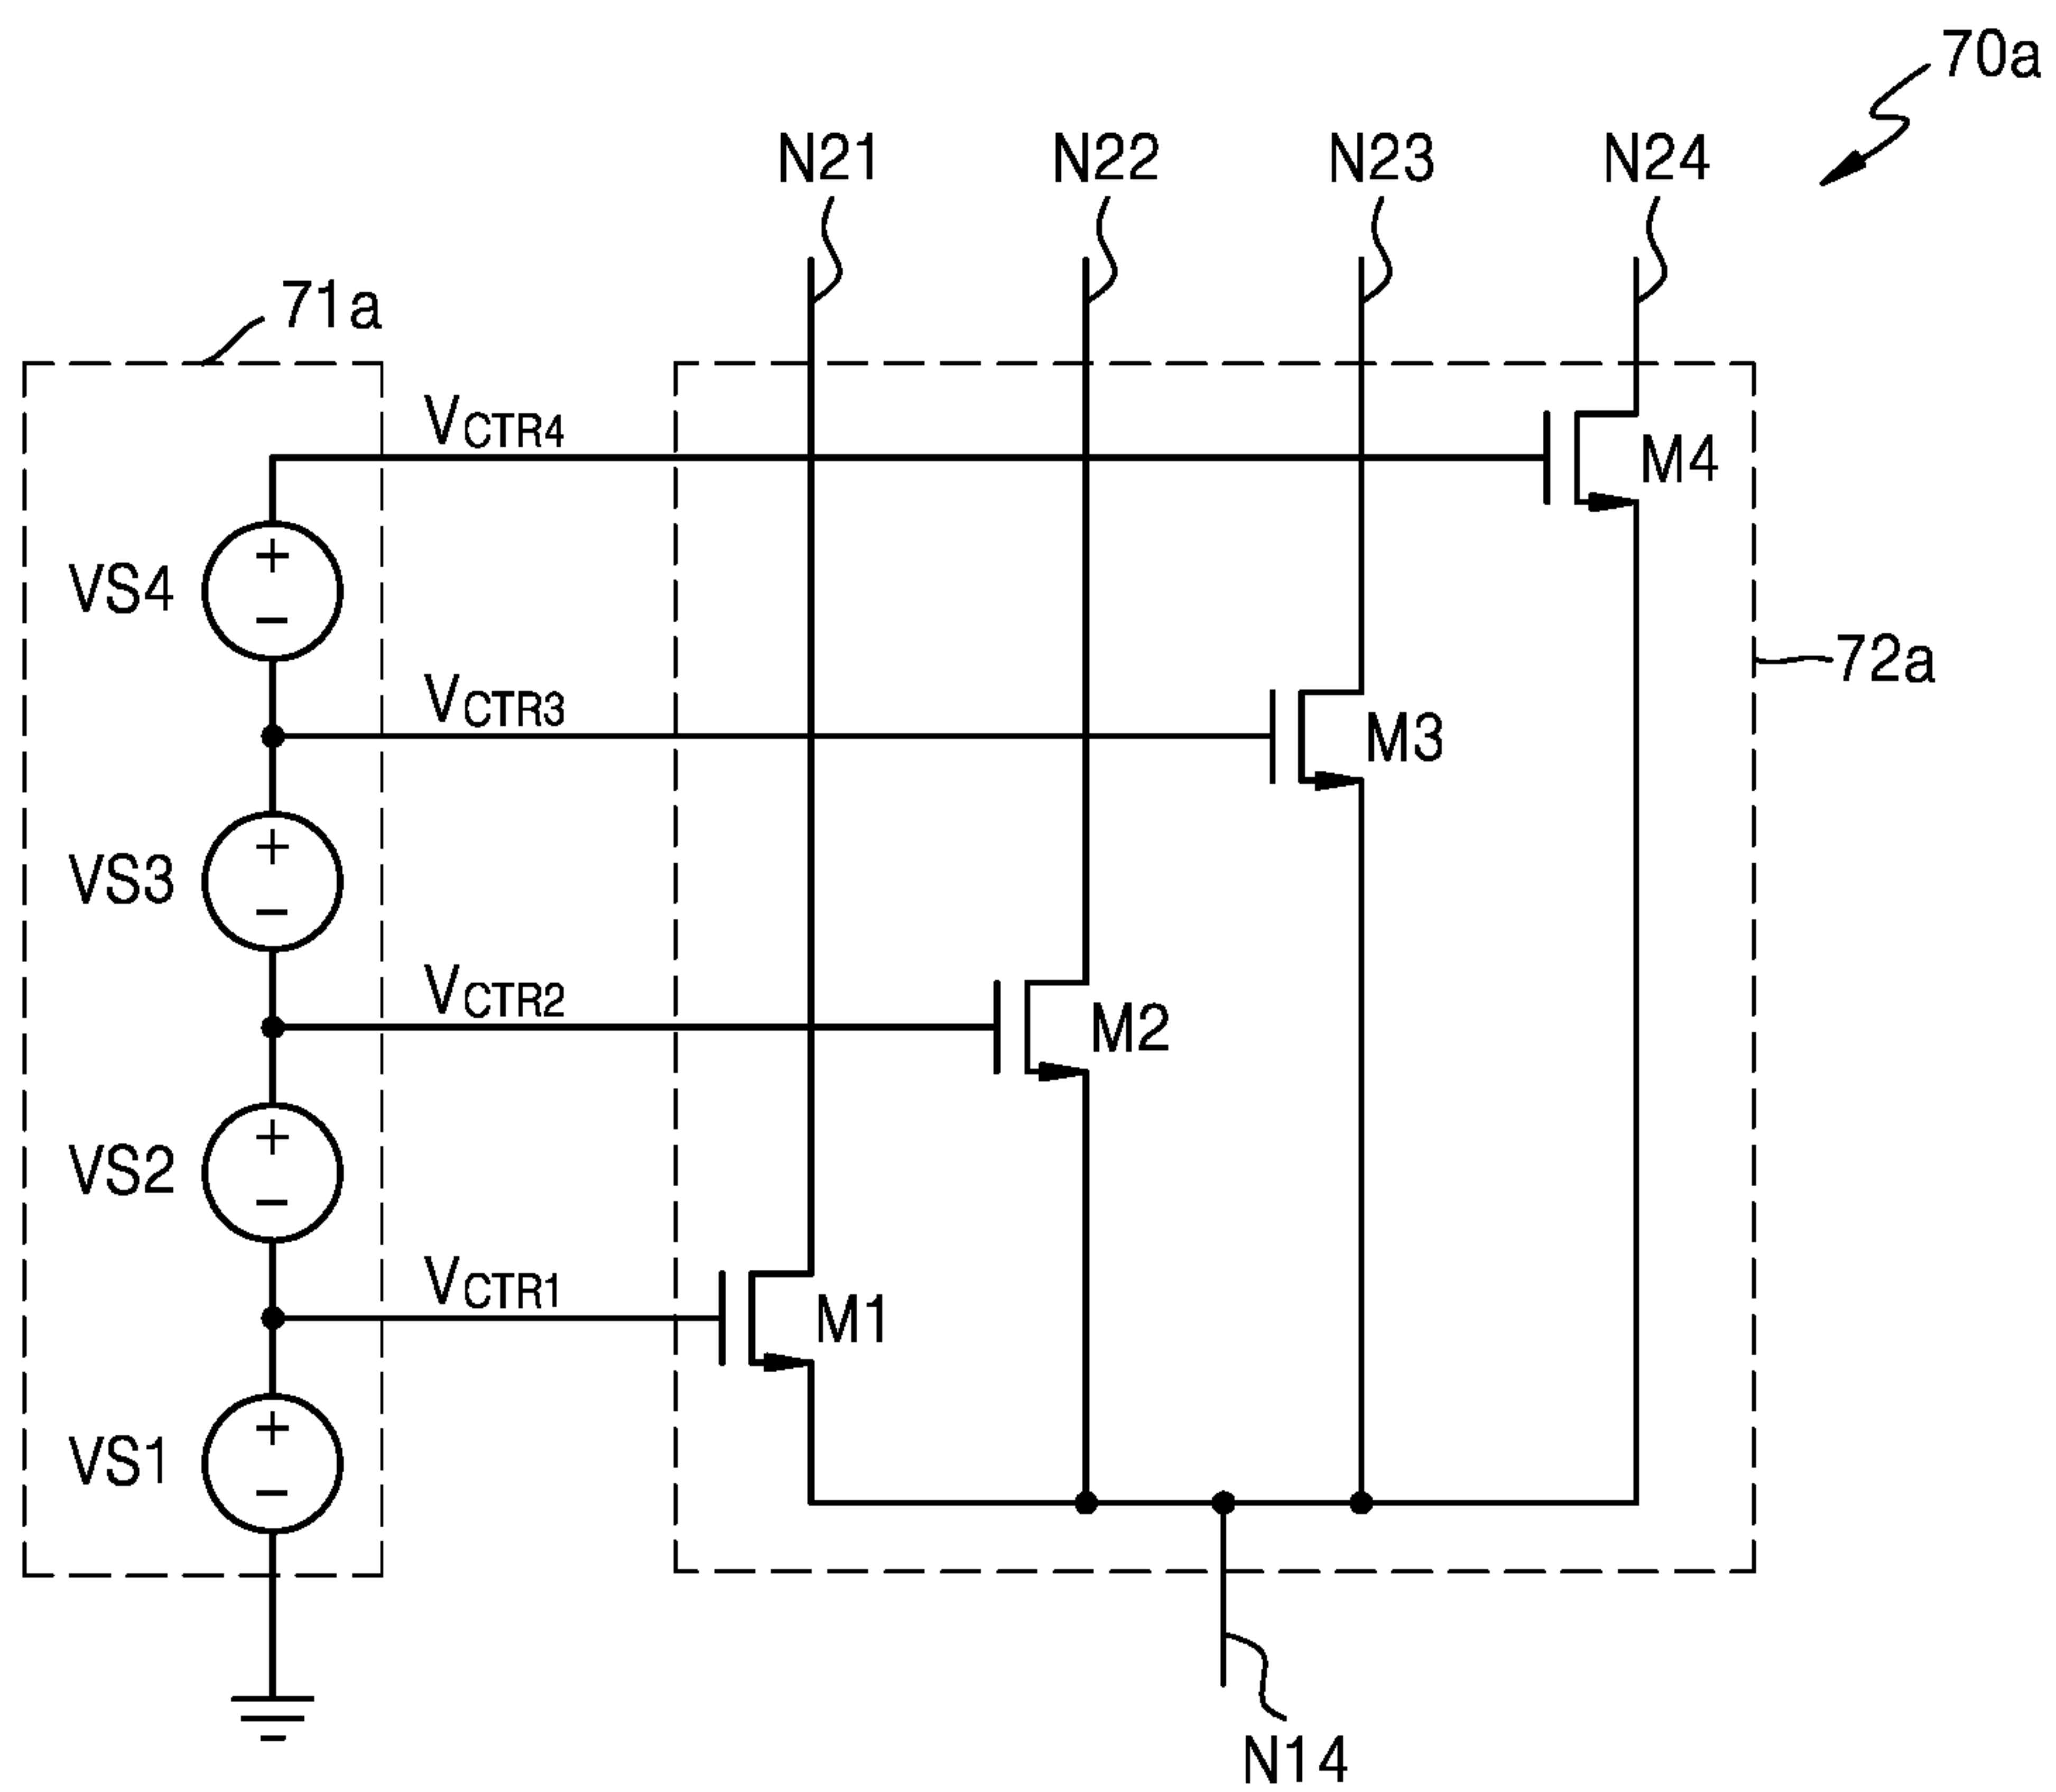 70a
N21 N22 N23 N24
71a
VCTR4
M4
VS4
72a
VCTR3
M3
VS3
VCTR2
M2
VS2
VCTR1
M1
VS1
N14